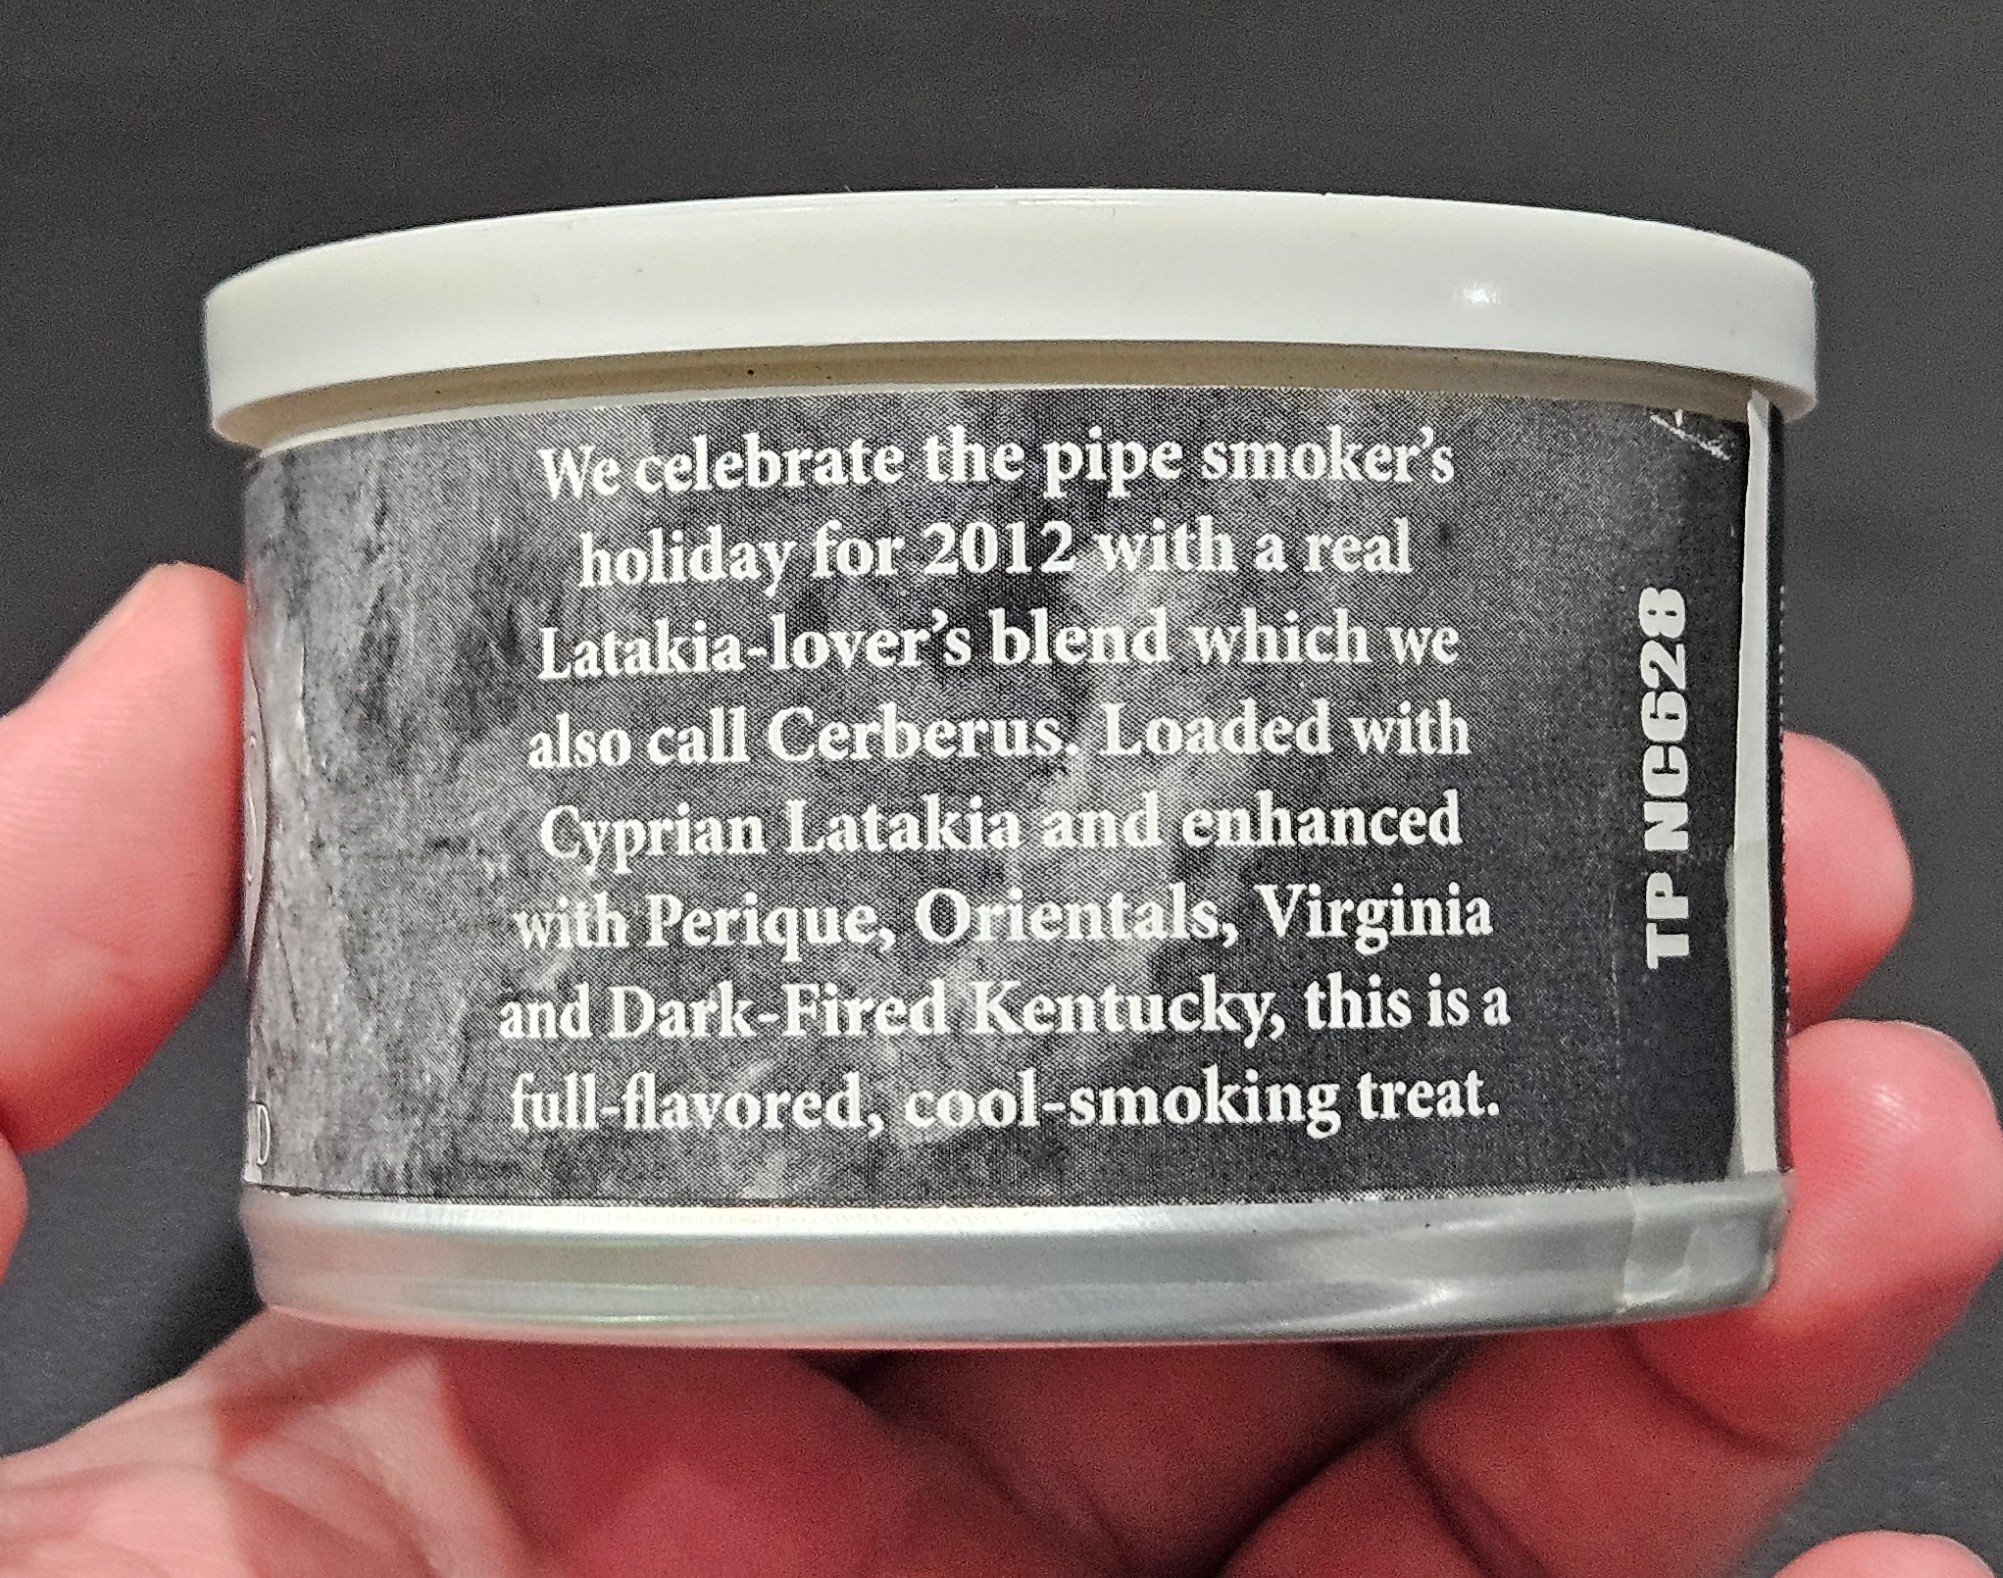 We celebrate the pipe smoker's
holiday for 2012 with a real
Latakia-lover's blend which we
also call Cerberus. Loaded with
Cyprian Latakia and enhanced
with Perique, Orientals, Virginia
and Dark-Fired Kentucky, this is a
full-flavored, cool-smoking treat.
TP NC628
D